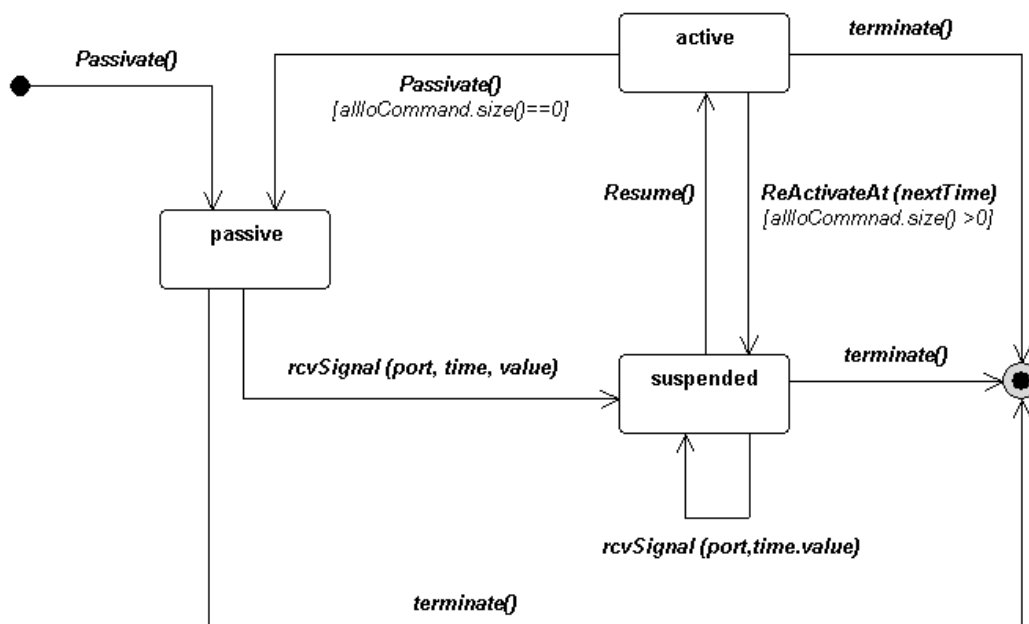 active
terminate()
Passivate()
Passivate()
[allIoCommand.size()==0]
Resume()
ReActivateAt (nextTime)
[allIoCommnad.size() >0]
passive
rcvSignal (port, time, value)
suspended
terminate()
rcvSignal (port,time.value)
terminate()